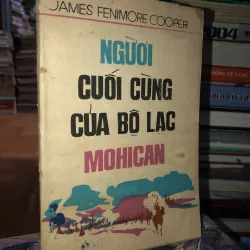 JAMES FENIMORE COOPER
NGƯỜI
CUỐI CÙNG
CỦA BỘ LẠC
MOHICAN